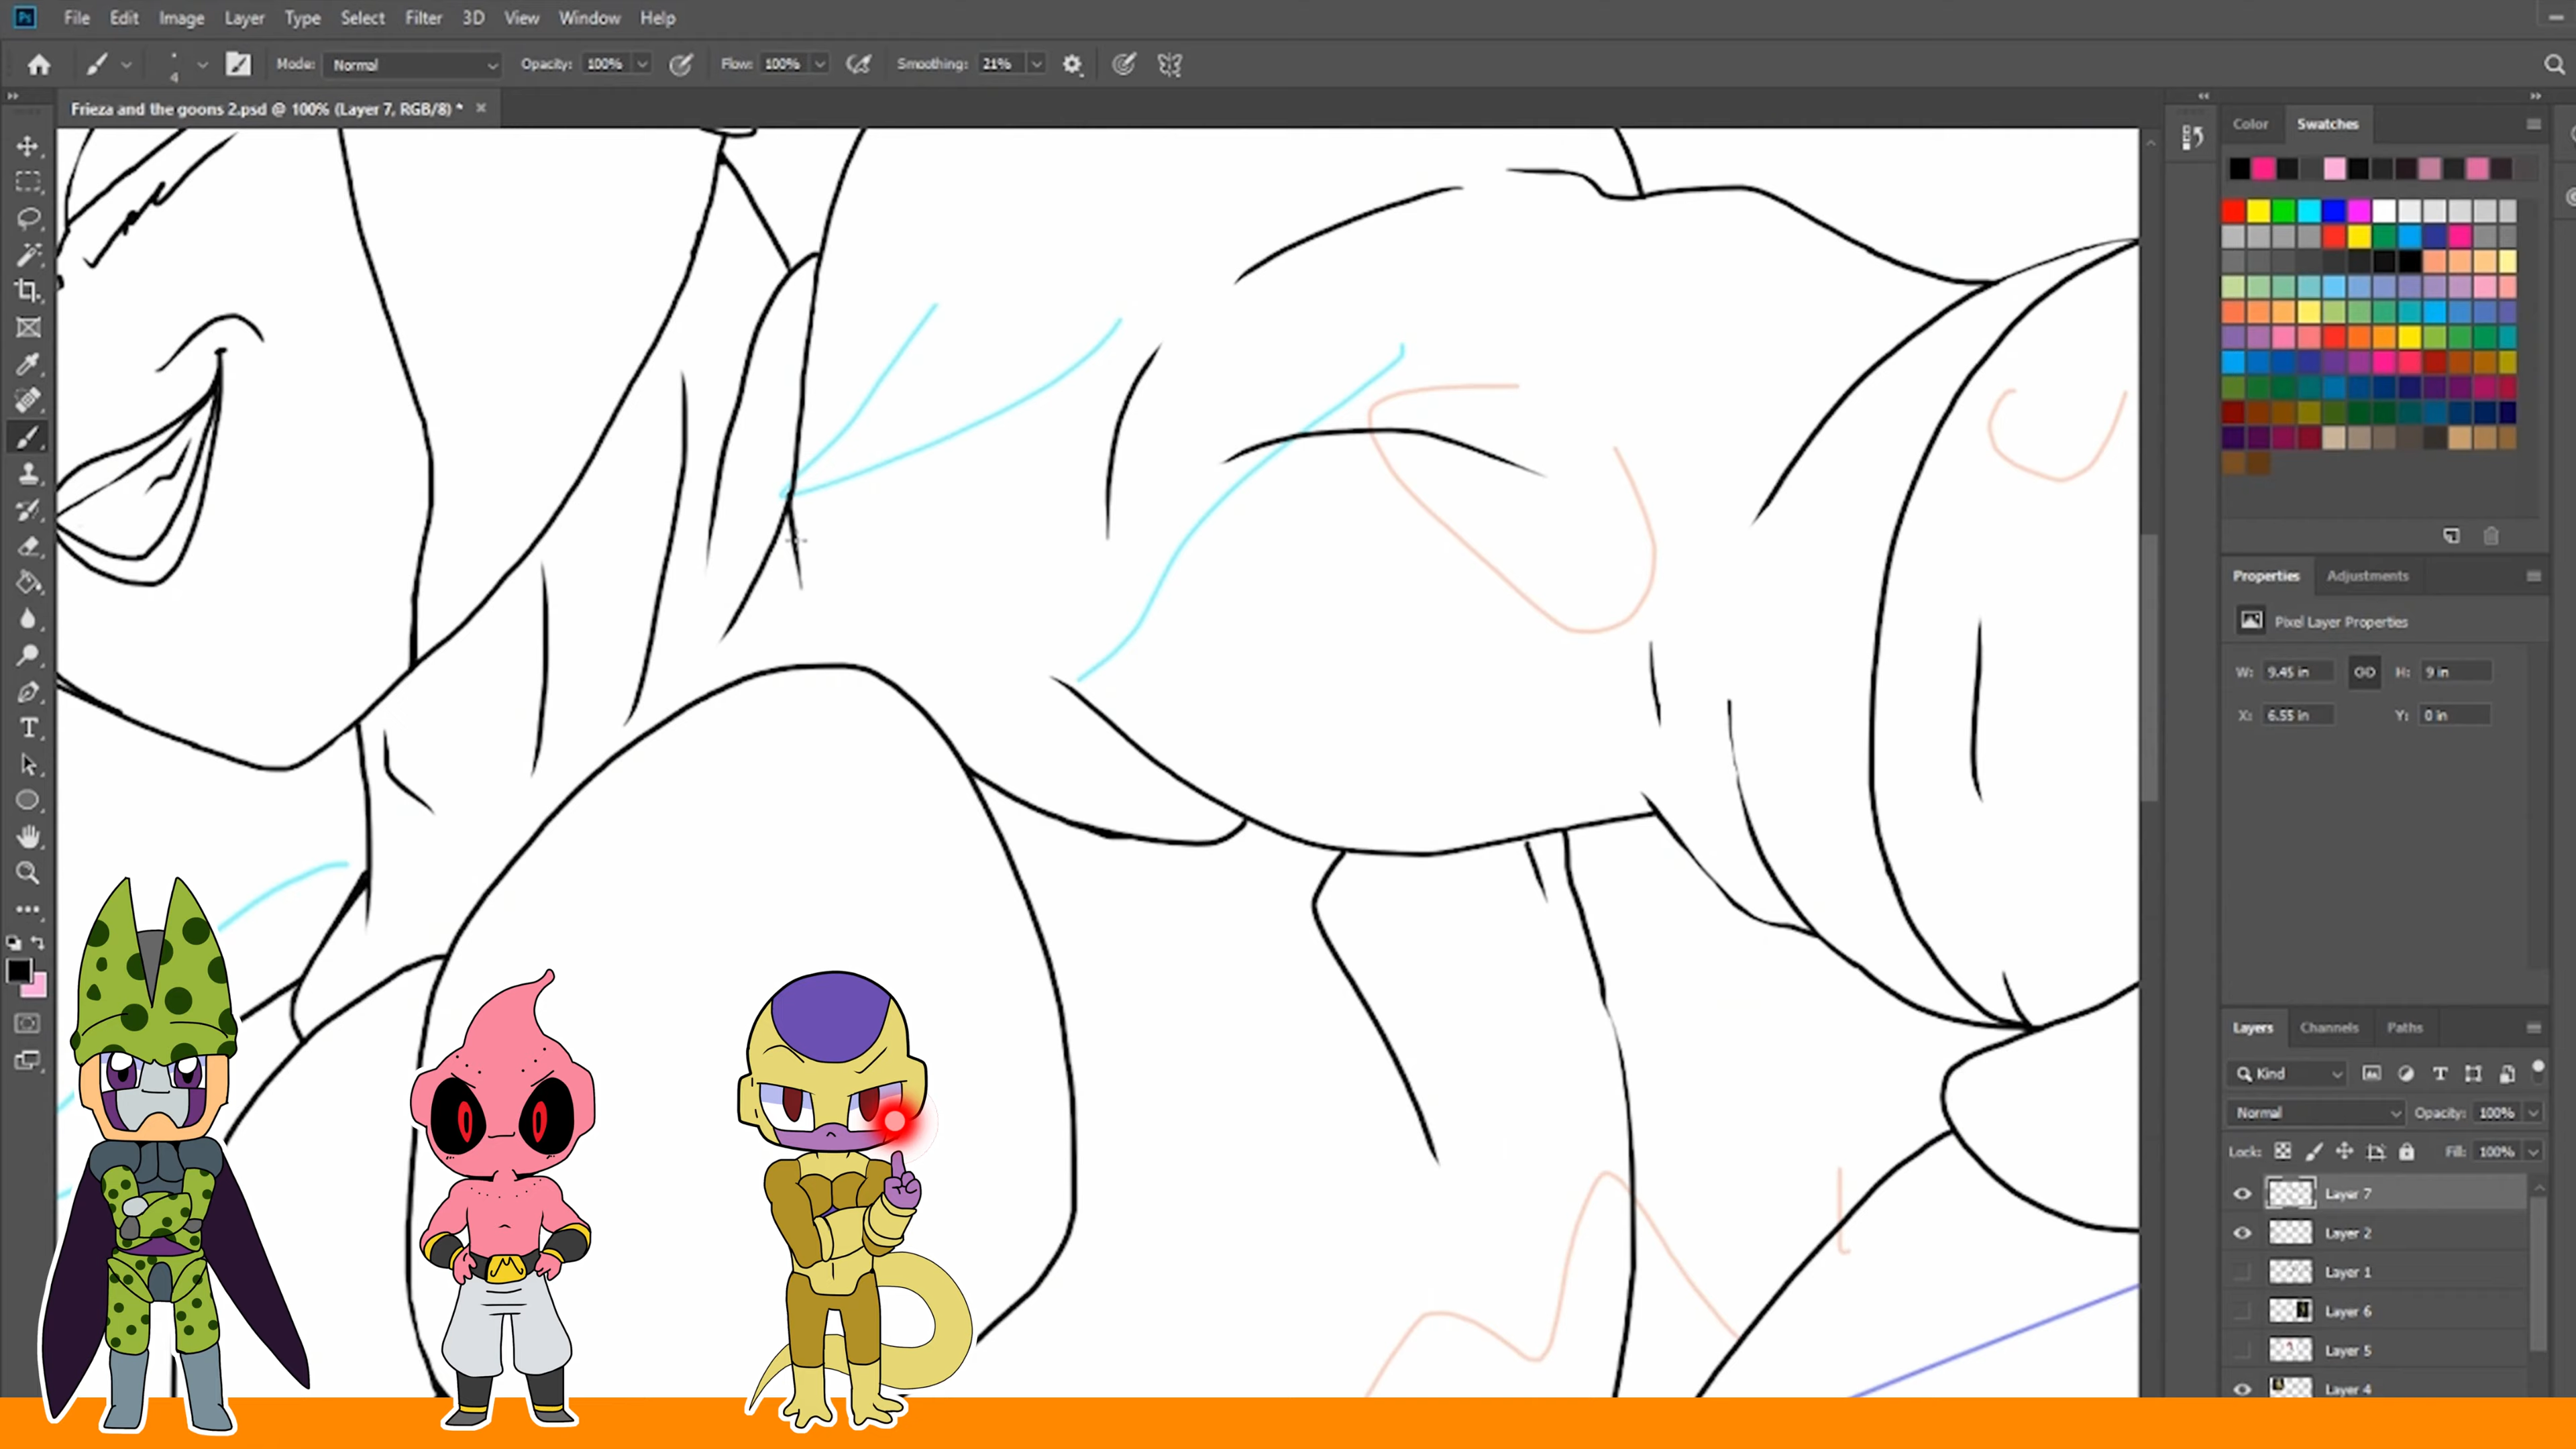 Ps File Edit Image Layer Type Select Filter 3D View Window Help
4 Mode: Normal Opacity: 100% Flow: 100% Smoothing: 21%
Frieza and the goons 2.psd @ 100% (Layer 7, RGB/8) *
Color Swatches
Properties Adjustments
Pixel Layer Properties
W: 9.45 in H: 9 in
X: 6.55 in Y: 0 in
Layers Channels Paths
Kind
Normal Opacity: 100%
Lock: Fill: 100%
Layer 7
Layer 2
Layer 1
Layer 6
Layer 5
Layer 4